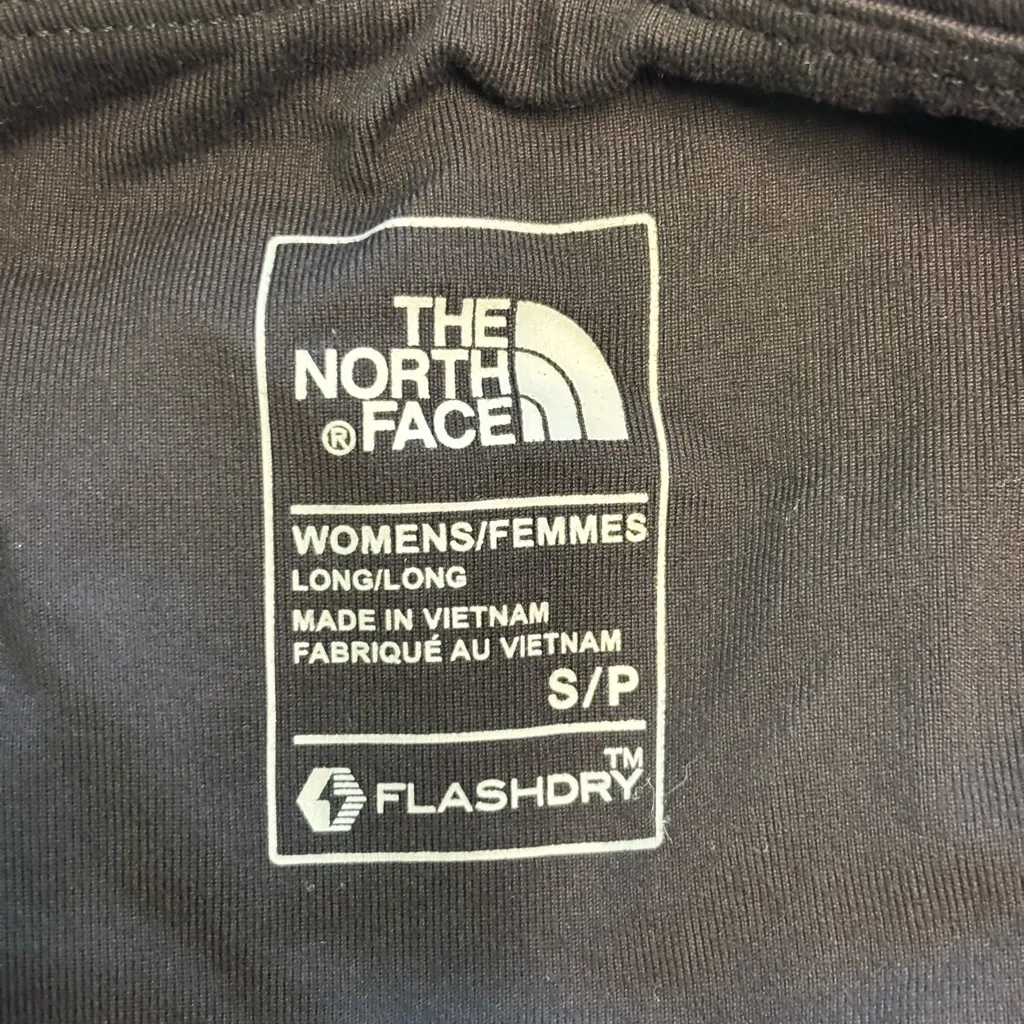 THE
NORTH
® FACE
WOMENS/FEMMES
LONG/LONG
MADE IN VIETNAM
FABRIQUÉ AU VIETNAM
S/P
FLASHDRY™